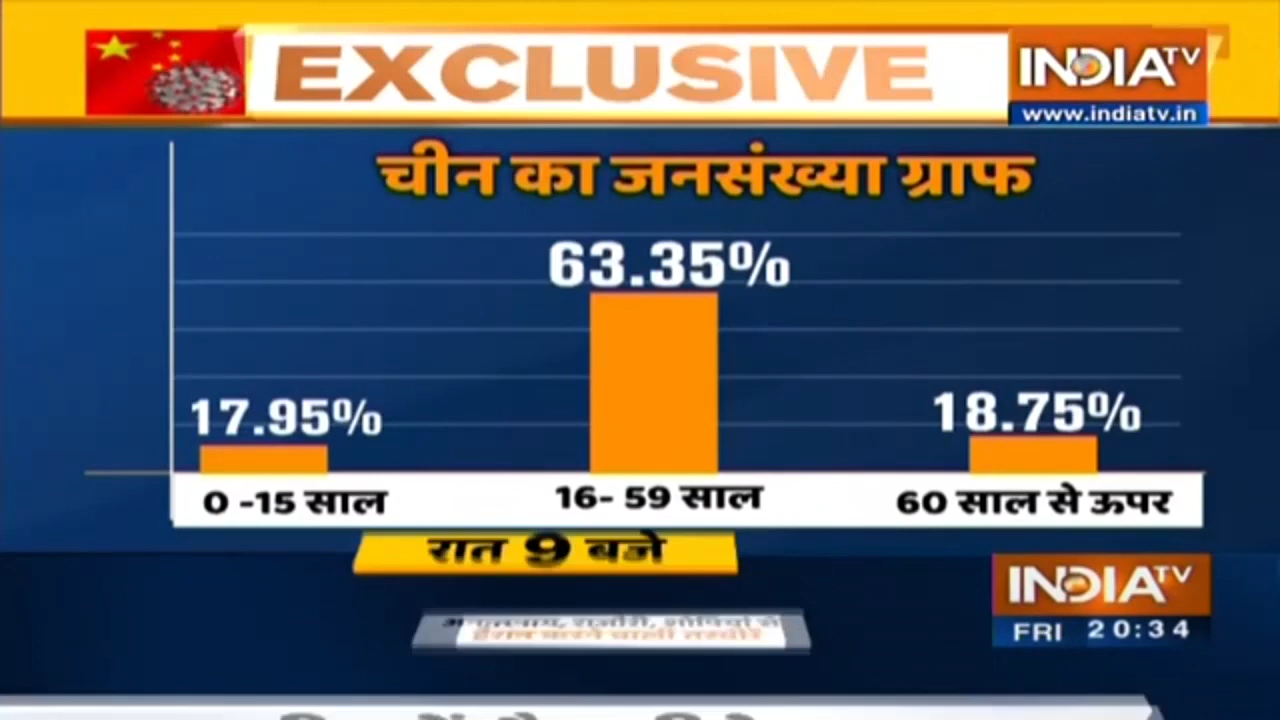 EXCLUSIVE
INDIA TV
www.indiatv.in
चीन का जनसंख्या ग्राफ
63.35%
17.95%
18.75%
0 -15 साल
16- 59 साल
60 साल से ऊपर
रात 9 बजे
INDIA TV
FRI 20:34